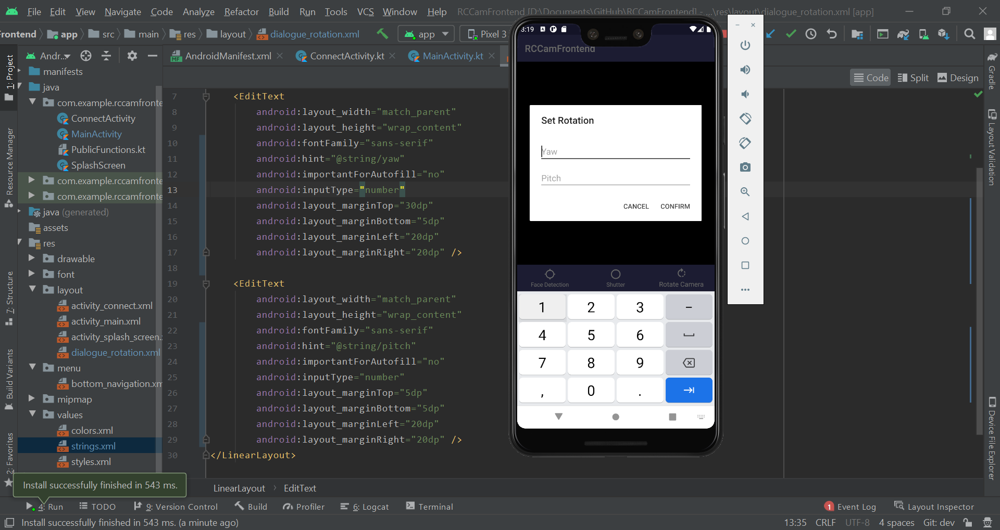 File Edit View Navigate Code Analyze Refactor Build Run Tools VCS Window Help RCCamFrontend [D:\Documents\GitHub\RCCamFrontend] - ...\res\layout\dialogue_rotation.xml [app]
rontend app src main res layout dialogue_rotation.xml app Pixel 3
Andr... AndroidManifest.xml ConnectActivity.kt MainActivity.kt
Code Split Design
1: Project
Resource Manager
7: Structure
Build Variants
2: Favorites
manifests
java
com.example.rccamfronte
ConnectActivity
MainActivity
PublicFunctions.kt
SplashScreen
com.example.rccamfronte
com.example.rccamfronte
java (generated)
assets
res
drawable
font
layout
activity_connect.xml
activity_main.xml
activity_splash_screen.
dialogue_rotation.xml
menu
bottom_navigation.xm
mipmap
values
colors.xml
strings.xml
styles.xml
7 <EditText
8 android:layout_width="match_parent"
9 android:layout_height="wrap_content"
10 android:fontFamily="sans-serif"
11 android:hint="@string/yaw"
12 android:importantForAutofill="no"
13 android:inputType="number"
14 android:layout_marginTop="30dp"
15 android:layout_marginBottom="5dp"
16 android:layout_marginLeft="20dp"
17 android:layout_marginRight="20dp" />
18
19 <EditText
20 android:layout_width="match_parent"
21 android:layout_height="wrap_content"
22 android:fontFamily="sans-serif"
23 android:hint="@string/pitch"
24 android:importantForAutofill="no"
25 android:inputType="number"
26 android:layout_marginTop="5dp"
27 android:layout_marginBottom="5dp"
28 android:layout_marginLeft="20dp"
29 android:layout_marginRight="20dp" />
30 </LinearLayout>
3:19
RCCamFrontend
Set Rotation
Yaw
Pitch
CANCEL CONFIRM
Face Detection Shutter Rotate Camera
1 2 3 -
4 5 6
7 8 9
, 0 .
Gradle
Layout Validation
Device File Explorer
Install successfully finished in 543 ms.
LinearLayout EditText
4: Run TODO 9: Version Control Build Profiler 6: Logcat Terminal 1 Event Log Layout Inspector
Install successfully finished in 543 ms. (a minute ago) 13:35 CRLF UTF-8 4 spaces Git: dev